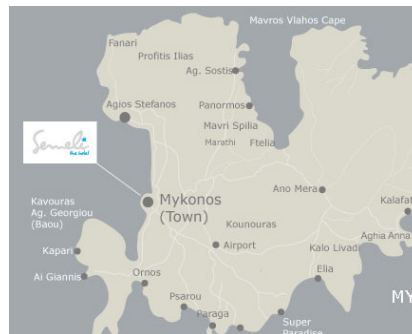 Mavros Vlahos Cape
Fanari
Profitis Ilias
Ag. Sostis
Agios Stefanos
Panormos
Mavri Spilia
Marathi
Ftelia
Semeli
the hotel
Ano Mera
Kavouras
Ag. Georgiou
(Baou)
Mykonos
(Town)
Kalafat
Kounouras
Aghia Anna
Kapari
Airport
Kalo Livadi
Ai Giannis
Ornos
Elia
Psarou
MY
Paraga
Super
Paradise